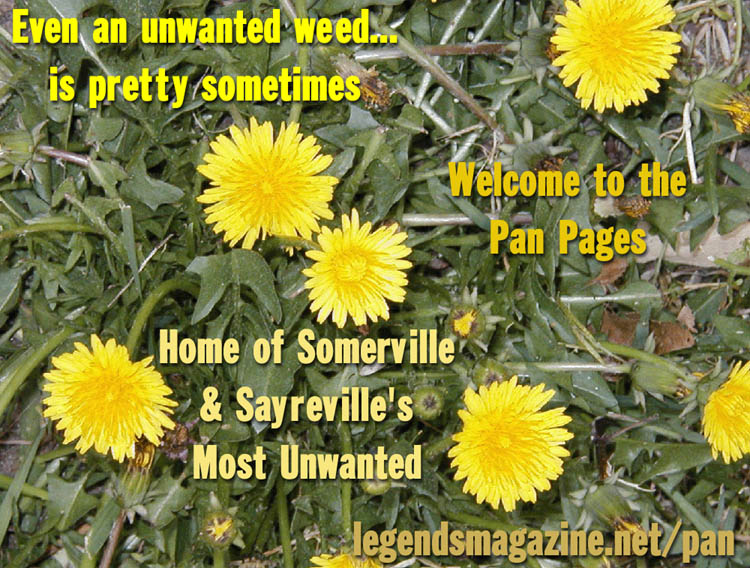 Even an unwanted weed...
is pretty sometimes
Welcome to the
Pan Pages
Home of Somerville
& Sayreville's
Most Unwanted
legendsmagazine.net/pan